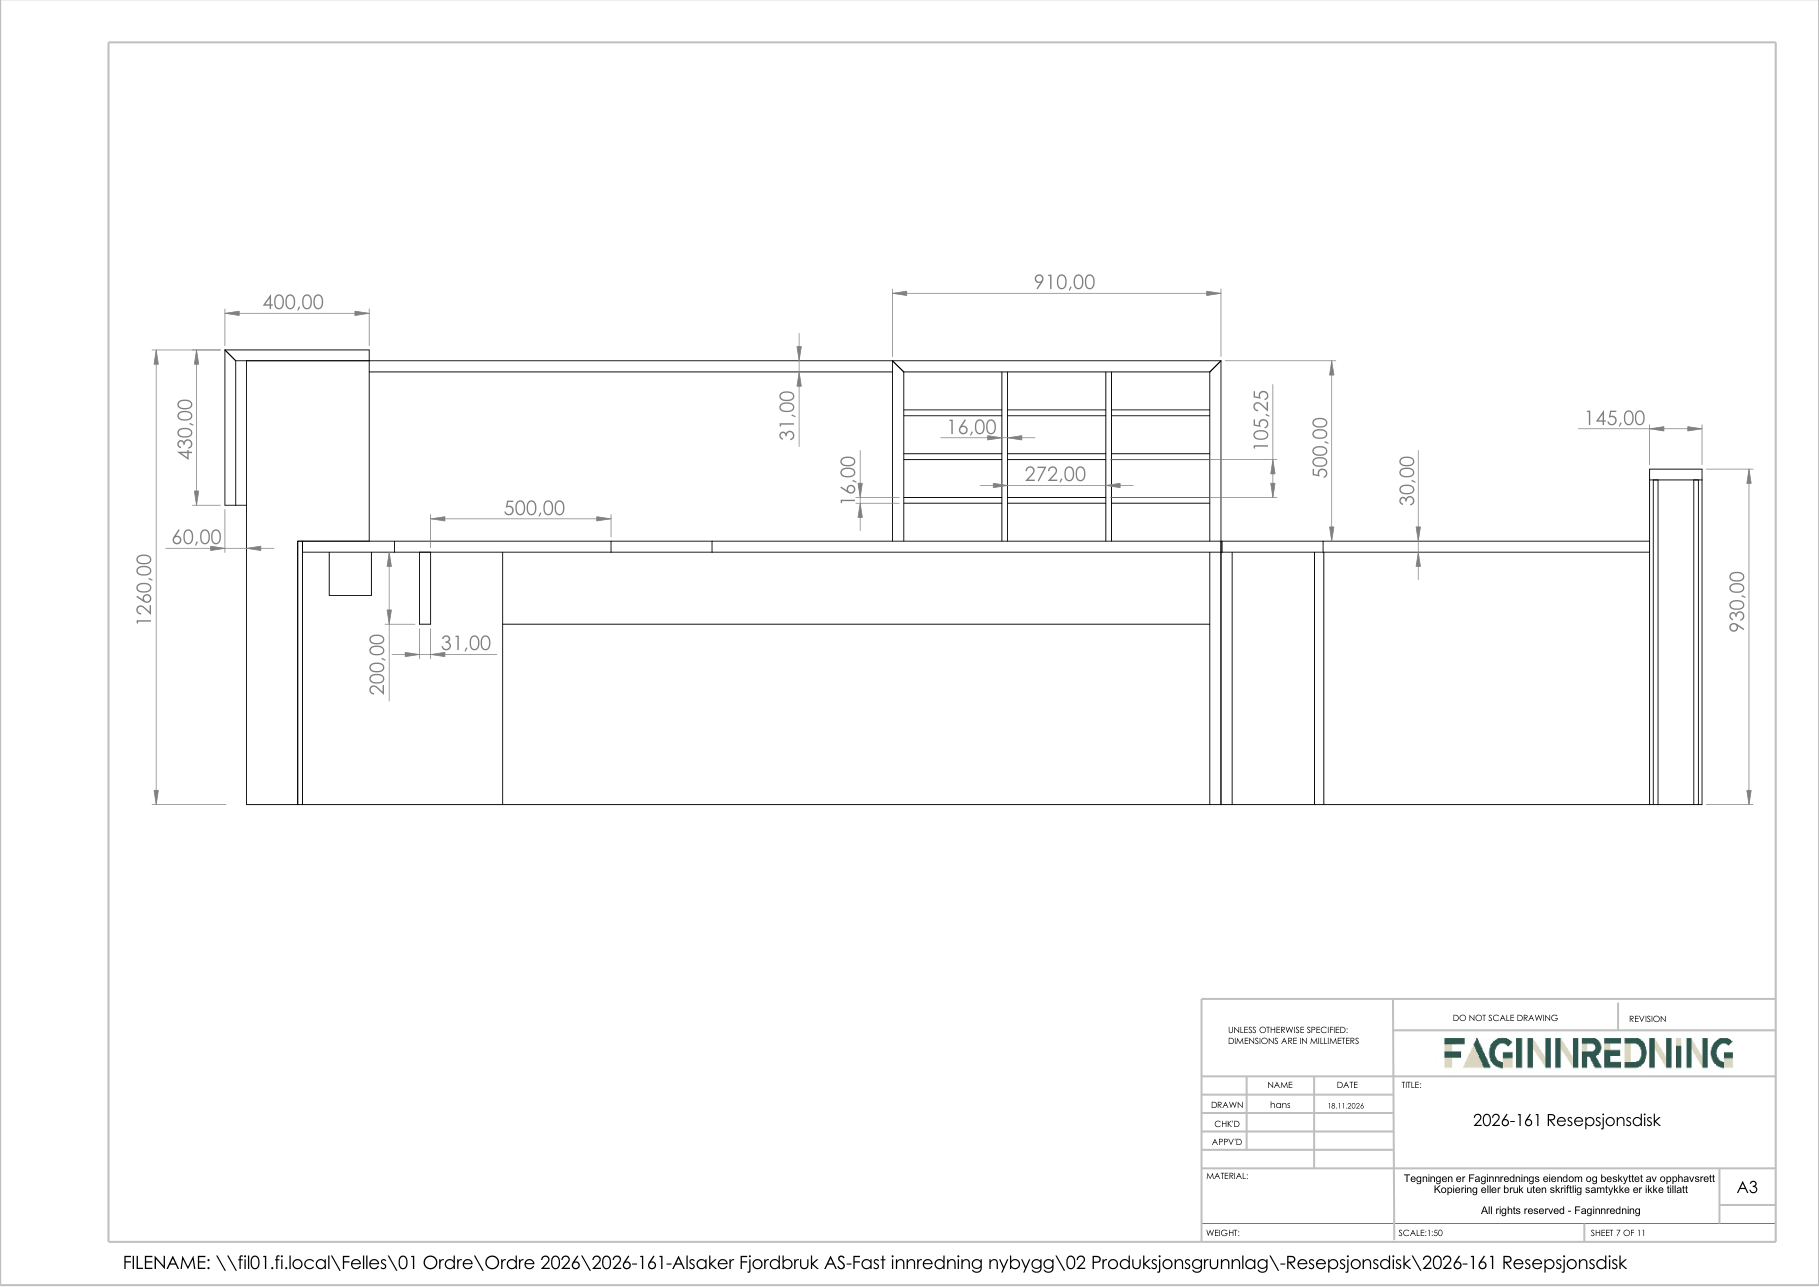 910,00
400,00
430,00
31,00
16,00
105,25
500,00
145,00
272,00
16,00
30,00
500,00
60,00
1260,00
930,00
200,00
31,00
UNLESS OTHERWISE SPECIFIED:
DIMENSIONS ARE IN MILLIMETERS
DO NOT SCALE DRAWING
REVISION
FAGINNREDNING
NAME
DATE
TITLE:
DRAWN
hans
18.11.2026
CHK'D
APPV'D
2026-161 Resepsjonsdisk
MATERIAL:
Tegningen er Faginnrednings eiendom og beskyttet av opphavsrett
Kopiering eller bruk uten skriftlig samtykke er ikke tillatt
All rights reserved - Faginnredning
A3
WEIGHT:
SCALE:1:50
SHEET 7 OF 11
FILENAME: \\fil01.fi.local\Felles\01 Ordre\Ordre 2026\2026-161-Alsaker Fjordbruk AS-Fast innredning nybygg\02 Produksjonsgrunnlag\-Resepsjonsdisk\2026-161 Resepsjonsdisk